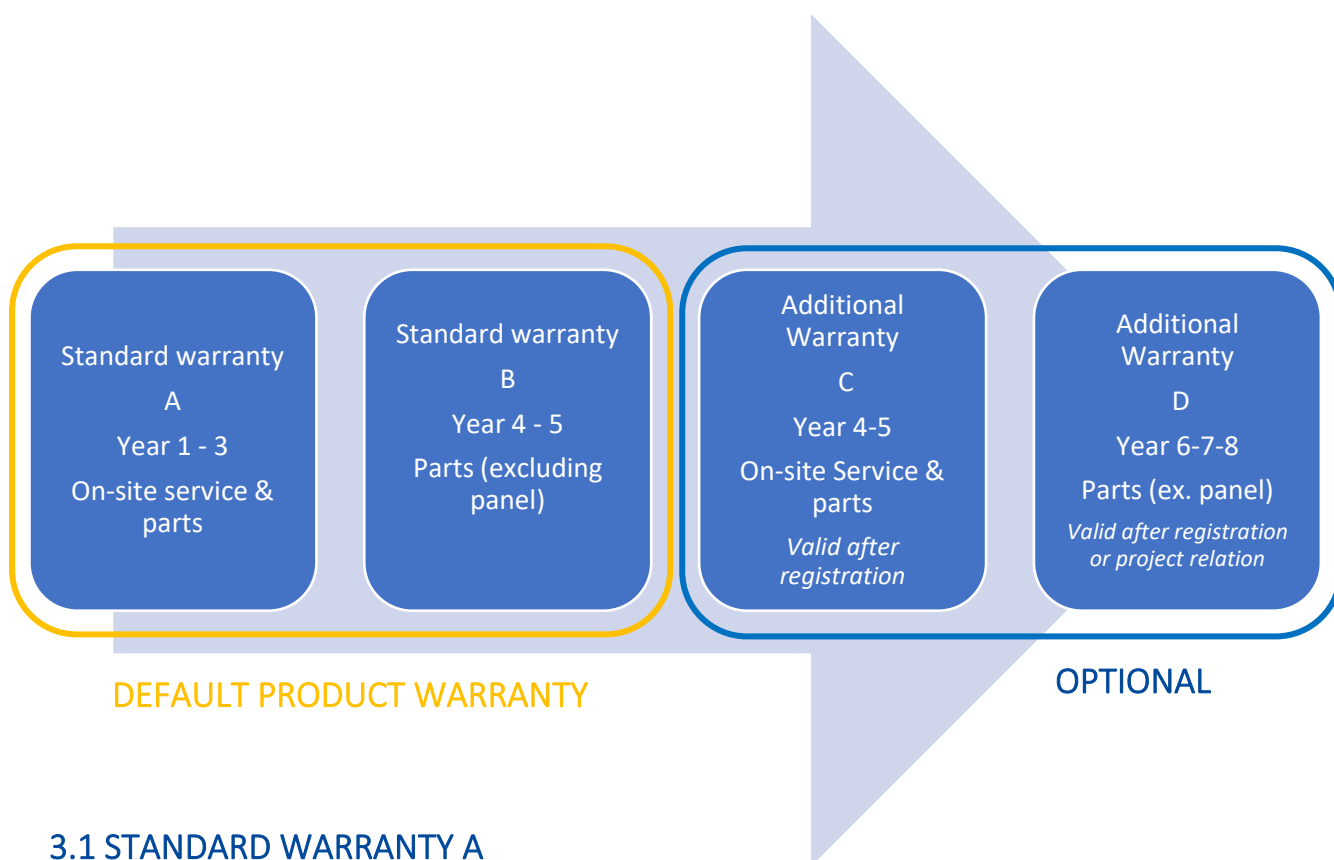 Standard warranty
A
Year 1 - 3
On-site service &
parts
Standard warranty
B
Year 4 - 5
Parts (excluding
panel)
Additional
Warranty
C
Year 4-5
On-site Service &
parts
Valid after
registration
Additional
Warranty
D
Year 6-7-8
Parts (ex. panel)
Valid after registration
or project relation
DEFAULT PRODUCT WARRANTY
OPTIONAL
3.1 STANDARD WARRANTY A